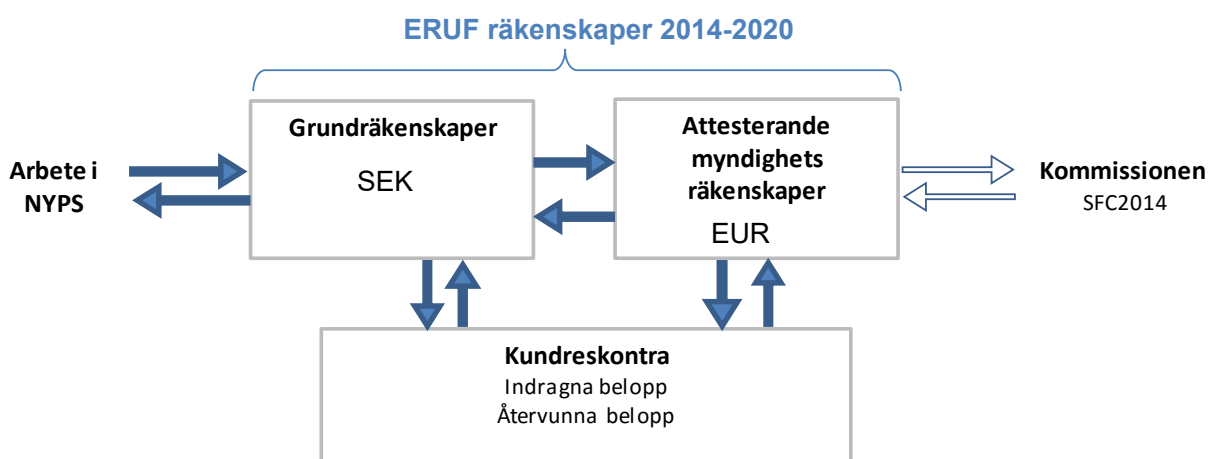 ERUF räkenskaper 2014-2020
Arbete i
NYPS
Grundräkenskaper
SEK
Attesterande
myndighets
räkenskaper
EUR
Kommissionen
SFC2014
Kundreskontra
Indragna belopp
Återvunna belopp